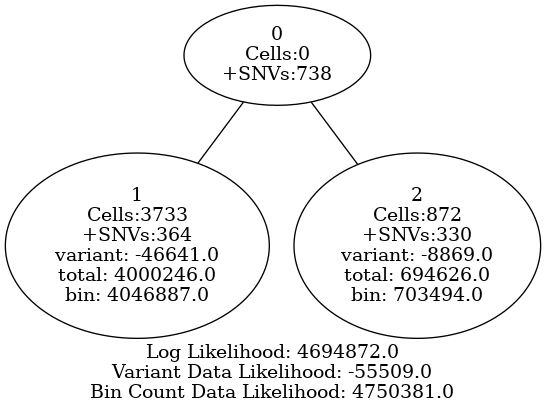 0
Cells:0
+SNVs:738
1
Cells:3733
+SNVs:364
variant: -46641.0
total: 4000246.0
bin: 4046887.0
2
Cells:872
+SNVs:330
variant: -8869.0
total: 694626.0
bin: 703494.0
Log Likelihood: 4694872.0
Variant Data Likelihood: -55509.0
Bin Count Data Likelihood: 4750381.0